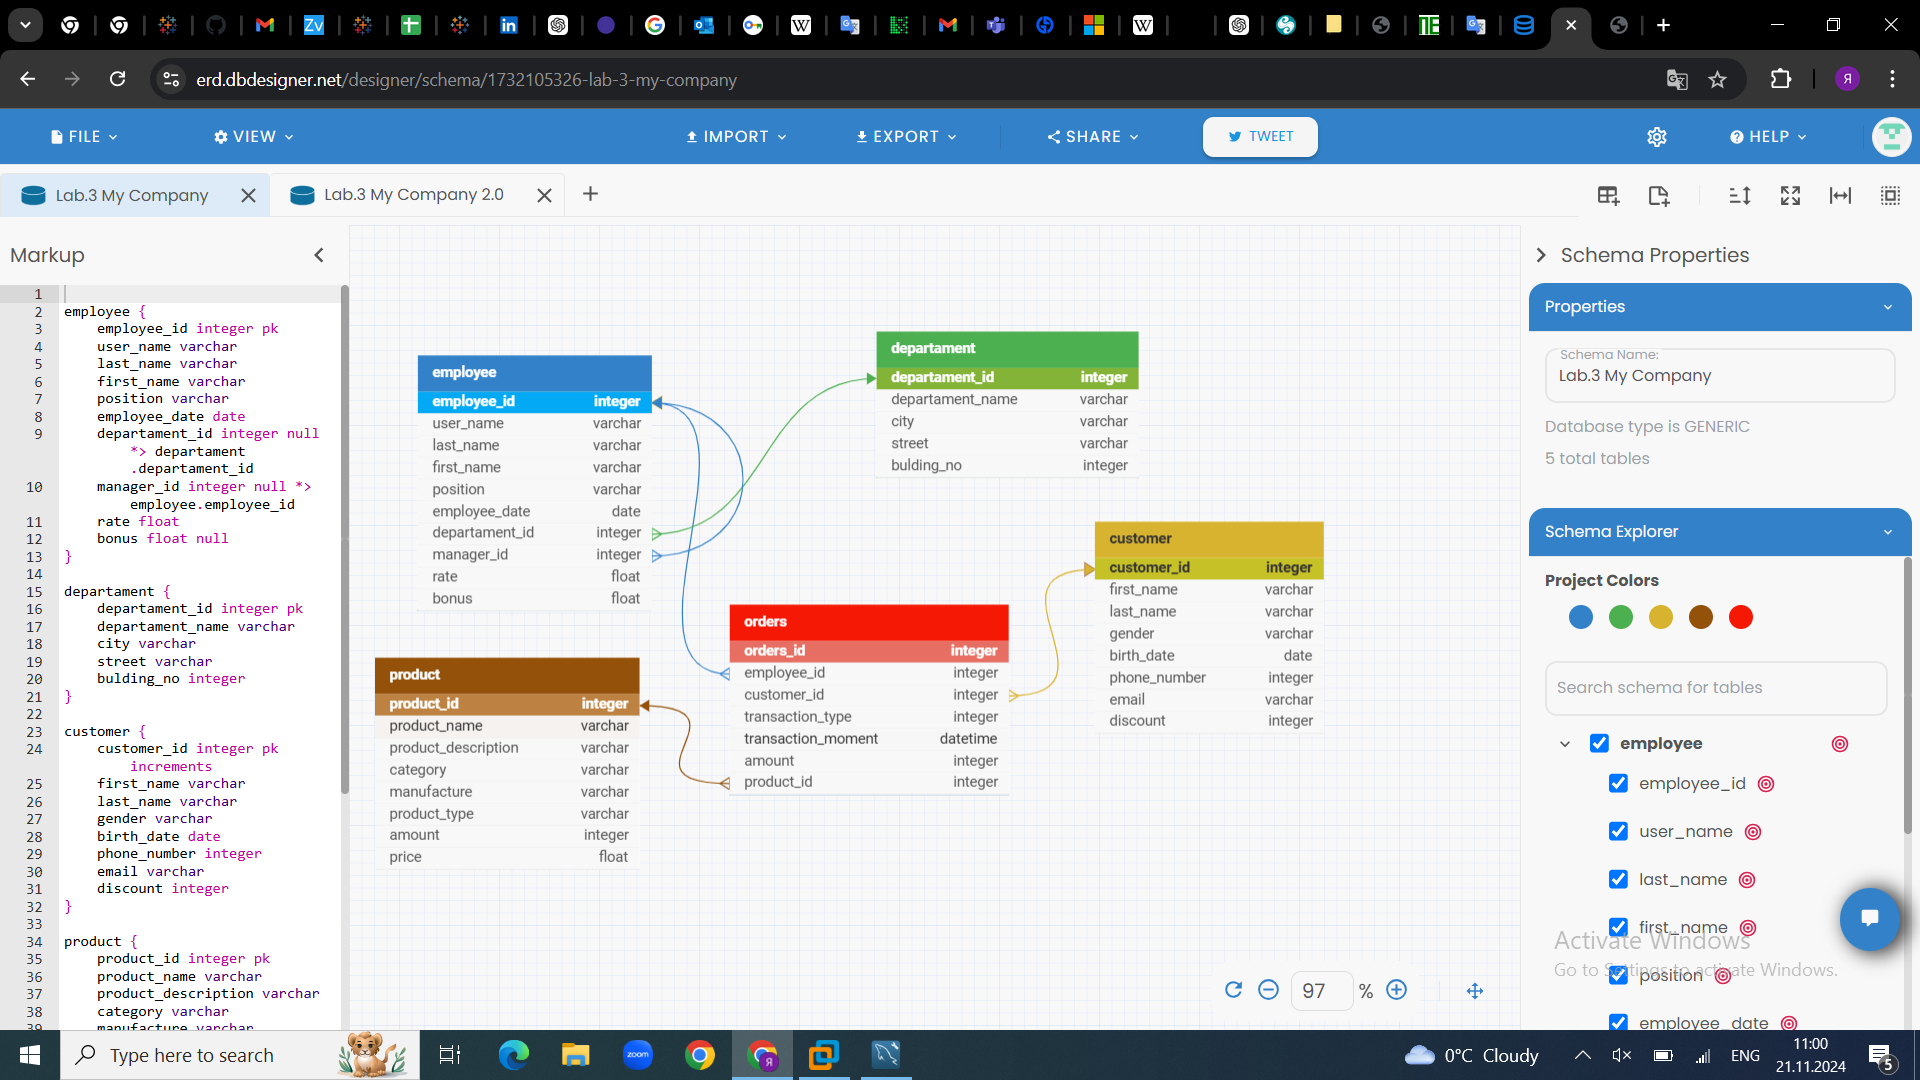 erd.dbdesigner.net/designer/schema/1732105326-lab-3-my-company
Я
FILE
VIEW
IMPORT
EXPORT
SHARE
TWEET
HELP
Lab.3 My Company
Lab.3 My Company 2.0
Markup
1
2 employee {
3 employee_id integer pk
4 user_name varchar
5 last_name varchar
6 first_name varchar
7 position varchar
8 employee_date date
9 departament_id integer null
*> departament
.departament_id
10 manager_id integer null *>
employee.employee_id
11 rate float
12 bonus float null
13 }
14
15 departament {
16 departament_id integer pk
17 departament_name varchar
18 city varchar
19 street varchar
20 bulding_no integer
21 }
22
23 customer {
24 customer_id integer pk
increments
25 first_name varchar
26 last_name varchar
27 gender varchar
28 birth_date date
29 phone_number integer
30 email varchar
31 discount integer
32 }
33
34 product {
35 product_id integer pk
36 product_name varchar
37 product_description varchar
38 category varchar
39 manufacture varchar
employee
employee_id integer
user_name varchar
last_name varchar
first_name varchar
position varchar
employee_date date
departament_id integer
manager_id integer
rate float
bonus float
departament
departament_id integer
departament_name varchar
city varchar
street varchar
bulding_no integer
customer
customer_id integer
first_name varchar
last_name varchar
gender varchar
birth_date date
phone_number integer
email varchar
discount integer
orders
orders_id integer
employee_id integer
customer_id integer
transaction_type integer
transaction_moment datetime
amount integer
product_id integer
product
product_id integer
product_name varchar
product_description varchar
category varchar
manufacture varchar
product_type varchar
amount integer
price float
97 %
Schema Properties
Properties
Schema Name:
Lab.3 My Company
Database type is GENERIC
5 total tables
Schema Explorer
Project Colors
Search schema for tables
employee
employee_id
user_name
last_name
first_name
position
employee_date
Activate Windows
Go to Settings to activate Windows.
Type here to search
zoom
Я
0°C Cloudy
ENG
11:00
21.11.2024
5